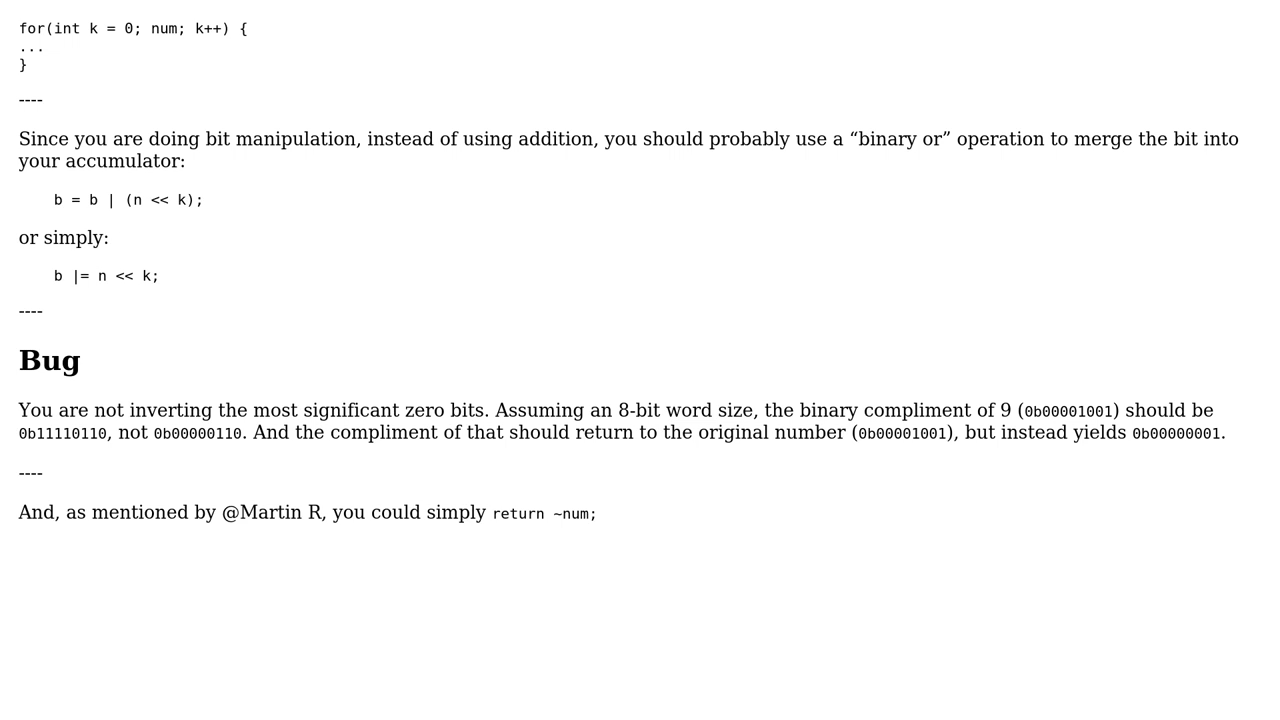 for(int k = 0; num; k++) {
...
}
----
Since you are doing bit manipulation, instead of using addition, you should probably use a “binary or” operation to merge the bit into
your accumulator:
b = b | (n << k);
or simply:
b |= n << k;
----
Bug
You are not inverting the most significant zero bits. Assuming an 8-bit word size, the binary compliment of 9 (0b00001001) should be
0b11110110, not 0b00000110. And the compliment of that should return to the original number (0b00001001), but instead yields 0b00000001.
----
And, as mentioned by @Martin R, you could simply return ~num;